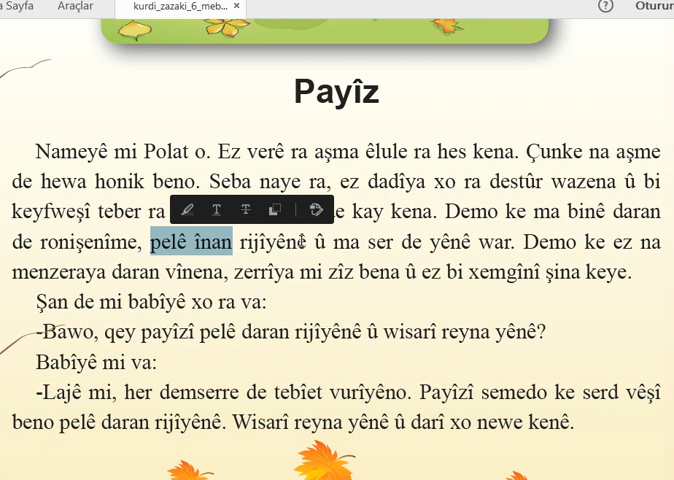 a Sayfa Araçlar kurdi_zazaki_6_meb... × ? Oturur
Payîz
Nameyê mi Polat o. Ez verê ra aşma êlule ra hes kena. Çunke na aşme
de hewa honik beno. Seba naye ra, ez dadîya xo ra destûr wazena û bi
keyfweşî teber ra kay kena. Demo ke ma binê daran
de ronişenîme, pelê înan rijîyênê û ma ser de yênê war. Demo ke ez na
menzeraya daran vînena, zerrîya mi zîz bena û ez bi xemgînî şina keye.
Şan de mi babîyê xo ra va:
-Bawo, qey payîzî pelê daran rijîyênê û wisarî reyna yênê?
Babîyê mi va:
-Lajê mi, her demserre de tebîet vurîyêno. Payîzî semedo ke serd vêşî
beno pelê daran rijîyênê. Wisarî reyna yênê û darî xo newe kenê.